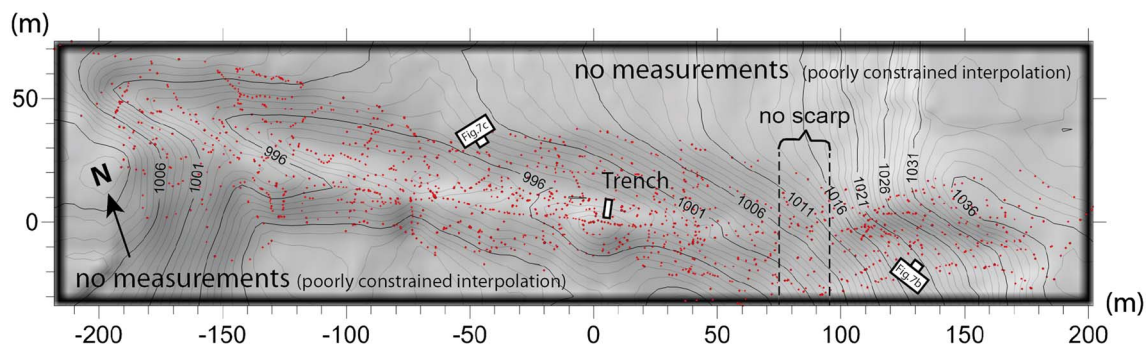 (m)
no measurements (poorly constrained interpolation)
50
no scarp
Fig,7c
N
1006
1001
996
996
Trench
1001
1006
1011
1016
1021
1026
1031
1036
0
Fig,7b
no measurements (poorly constrained interpolation)
(m)
-200 -150 -100 -50 0 50 100 150 200